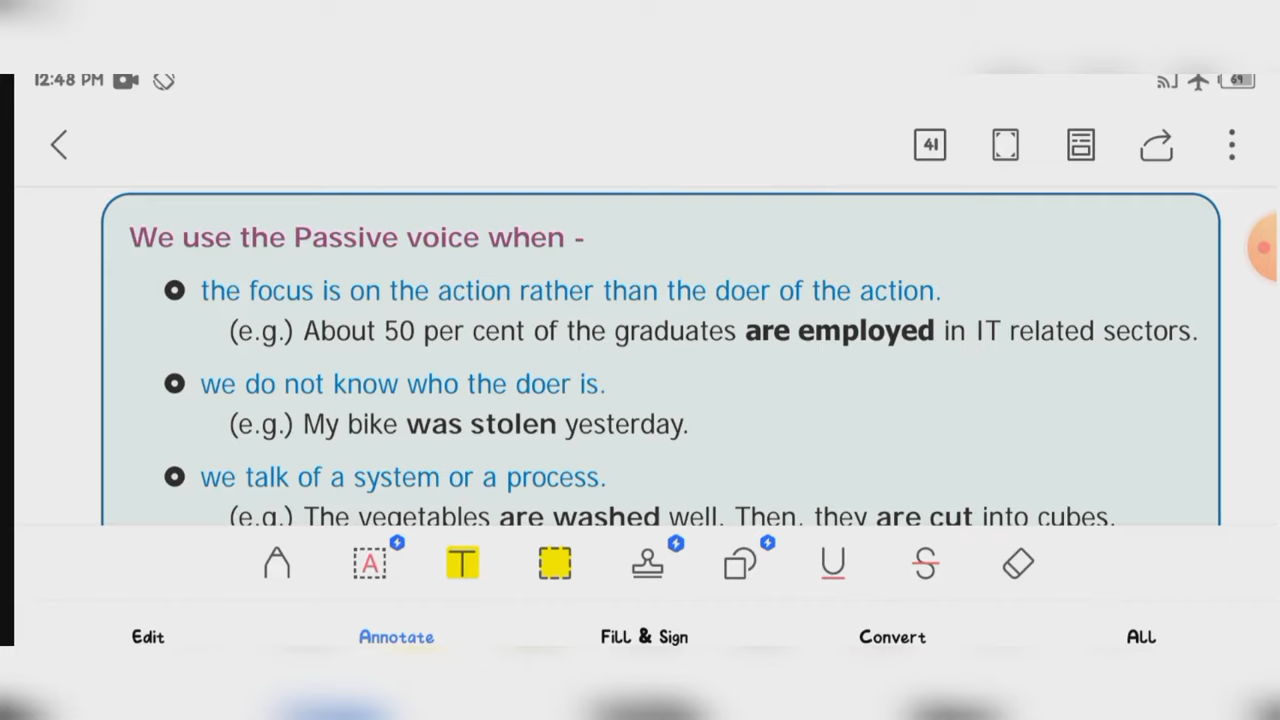 12:48 PM
69
41
We use the Passive voice when -
the focus is on the action rather than the doer of the action.
(e.g.) About 50 per cent of the graduates are employed in IT related sectors.
we do not know who the doer is.
(e.g.) My bike was stolen yesterday.
we talk of a system or a process.
(e.g.) The vegetables are washed well. Then, they are cut into cubes.
A T U S
Edit Annotate Fill & Sign Convert All